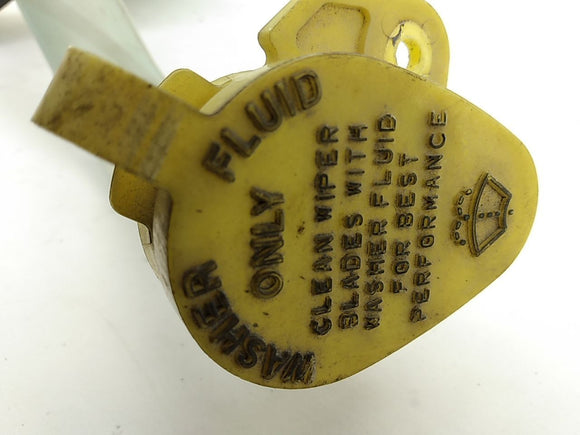 WASHER FLUID
ONLY
CLEAN WIPER
BLADES WITH
WASHER FLUID
FOR BEST
PERFORMANCE